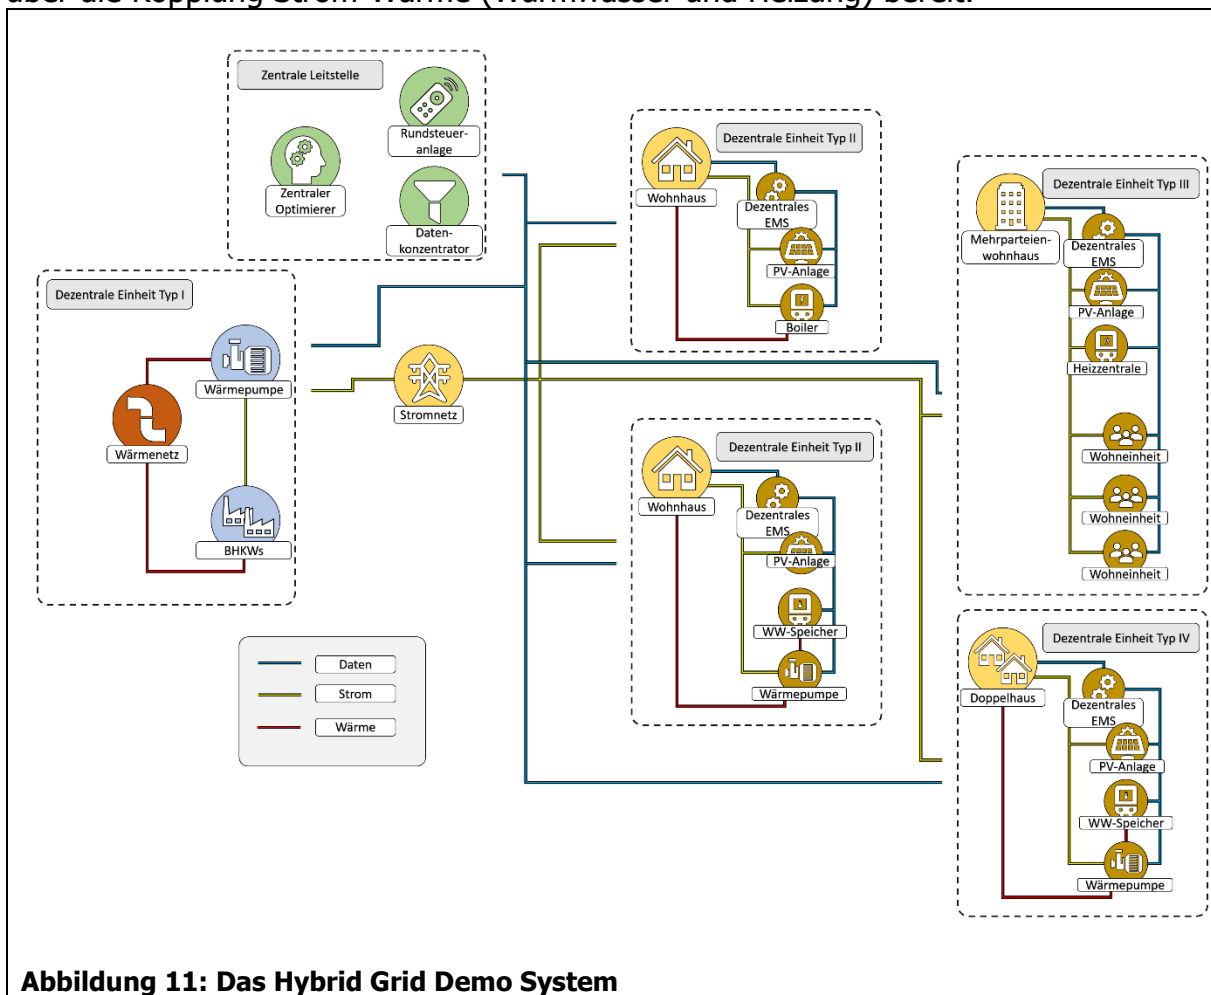 über die Kopplung Strom-Wärme (Warmwasser und Heizung) bereit.
Zentrale Leitstelle
Rundsteuer-
anlage
Zentraler
Optimierer
Daten-
konzentrator
Dezentrale Einheit Typ I
Wärmepumpe
Wärmenetz
BHKWs
Stromnetz
Dezentrale Einheit Typ II
Wohnhaus
Dezentrales
EMS
PV-Anlage
Boiler
Dezentrale Einheit Typ II
Wohnhaus
Dezentrales
EMS
PV-Anlage
WW-Speicher
Wärmepumpe
Dezentrale Einheit Typ III
Mehrparteien-
wohnhaus
Dezentrales
EMS
PV-Anlage
Heizzentrale
Wohneinheit
Wohneinheit
Wohneinheit
Dezentrale Einheit Typ IV
Doppelhaus
Dezentrales
EMS
PV-Anlage
WW-Speicher
Wärmepumpe
Daten
Strom
Wärme
Abbildung 11: Das Hybrid Grid Demo System